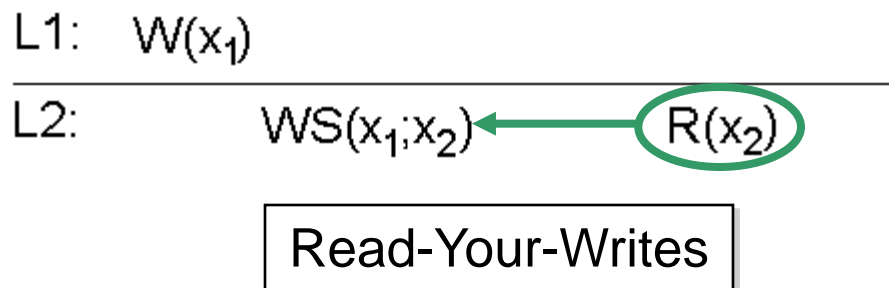 L1: W(x₁)
L2: WS(x₁;x₂) R(x₂)
Read-Your-Writes